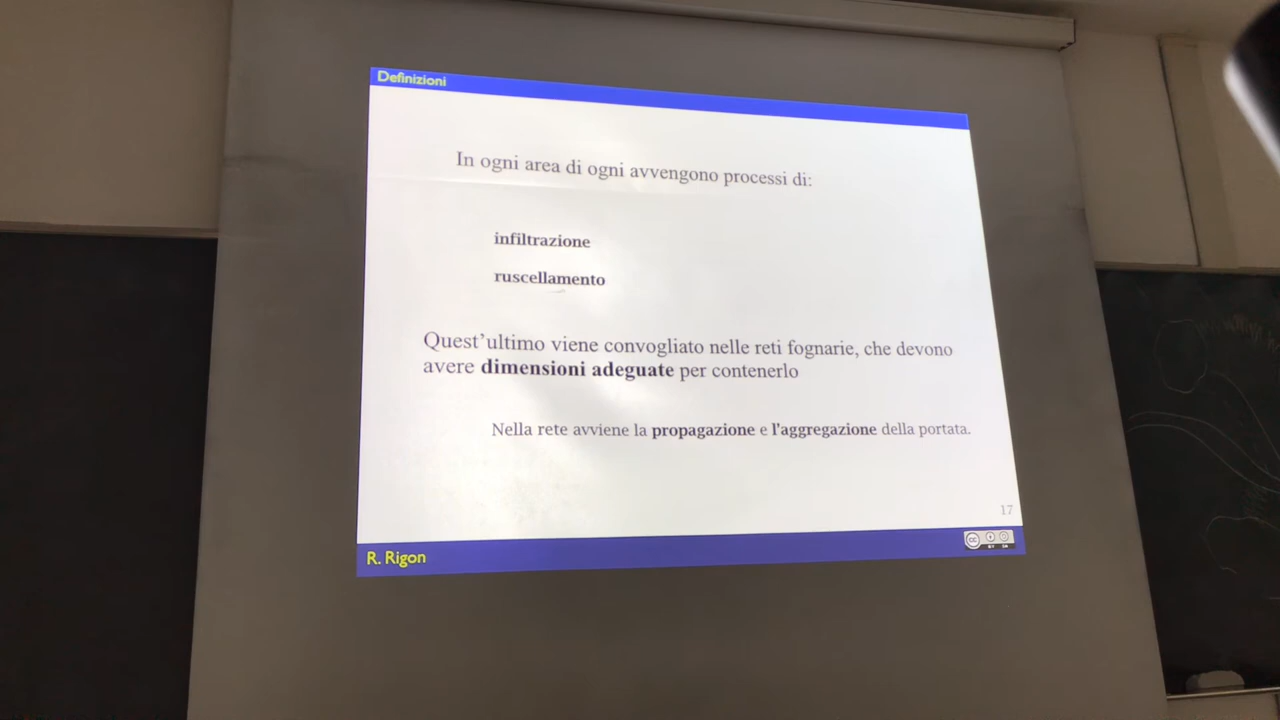 Definizioni
In ogni area di ogni avvengono processi di:
infiltrazione
ruscellamento
Quest'ultimo viene convogliato nelle reti fognarie, che devono
avere dimensioni adeguate per contenerlo
Nella rete avviene la propagazione e l'aggregazione della portata.
17
R. Rigon